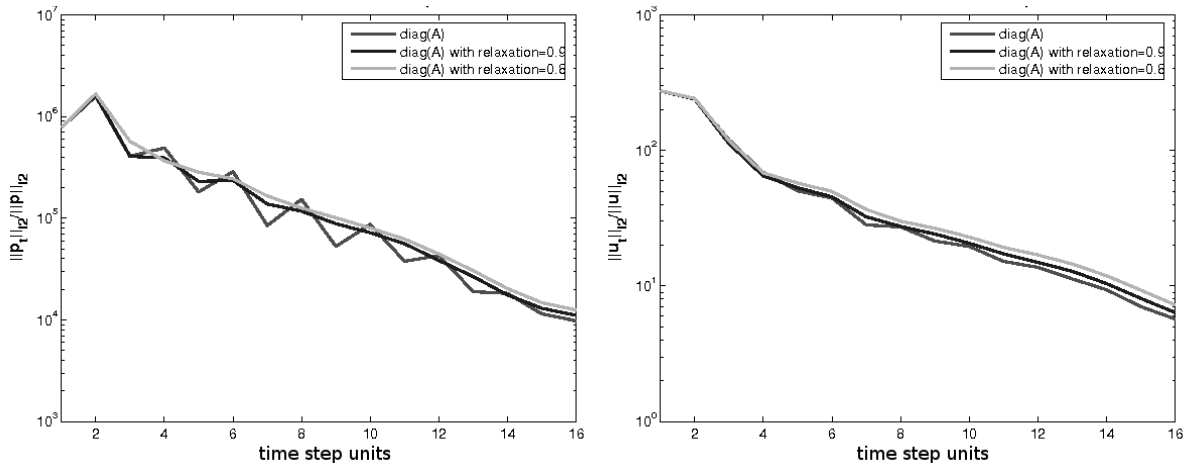 10^7
10^6
10^5
10^4
10^3
||p_t||_l2/||p||_l2
diag(A)
diag(A) with relaxation=0.9
diag(A) with relaxation=0.8
2 4 6 8 10 12 14 16
time step units
10^3
10^2
10^1
10^0
||u_t||_l2/||u||_l2
diag(A)
diag(A) with relaxation=0.9
diag(A) with relaxation=0.8
2 4 6 8 10 12 14 16
time step units